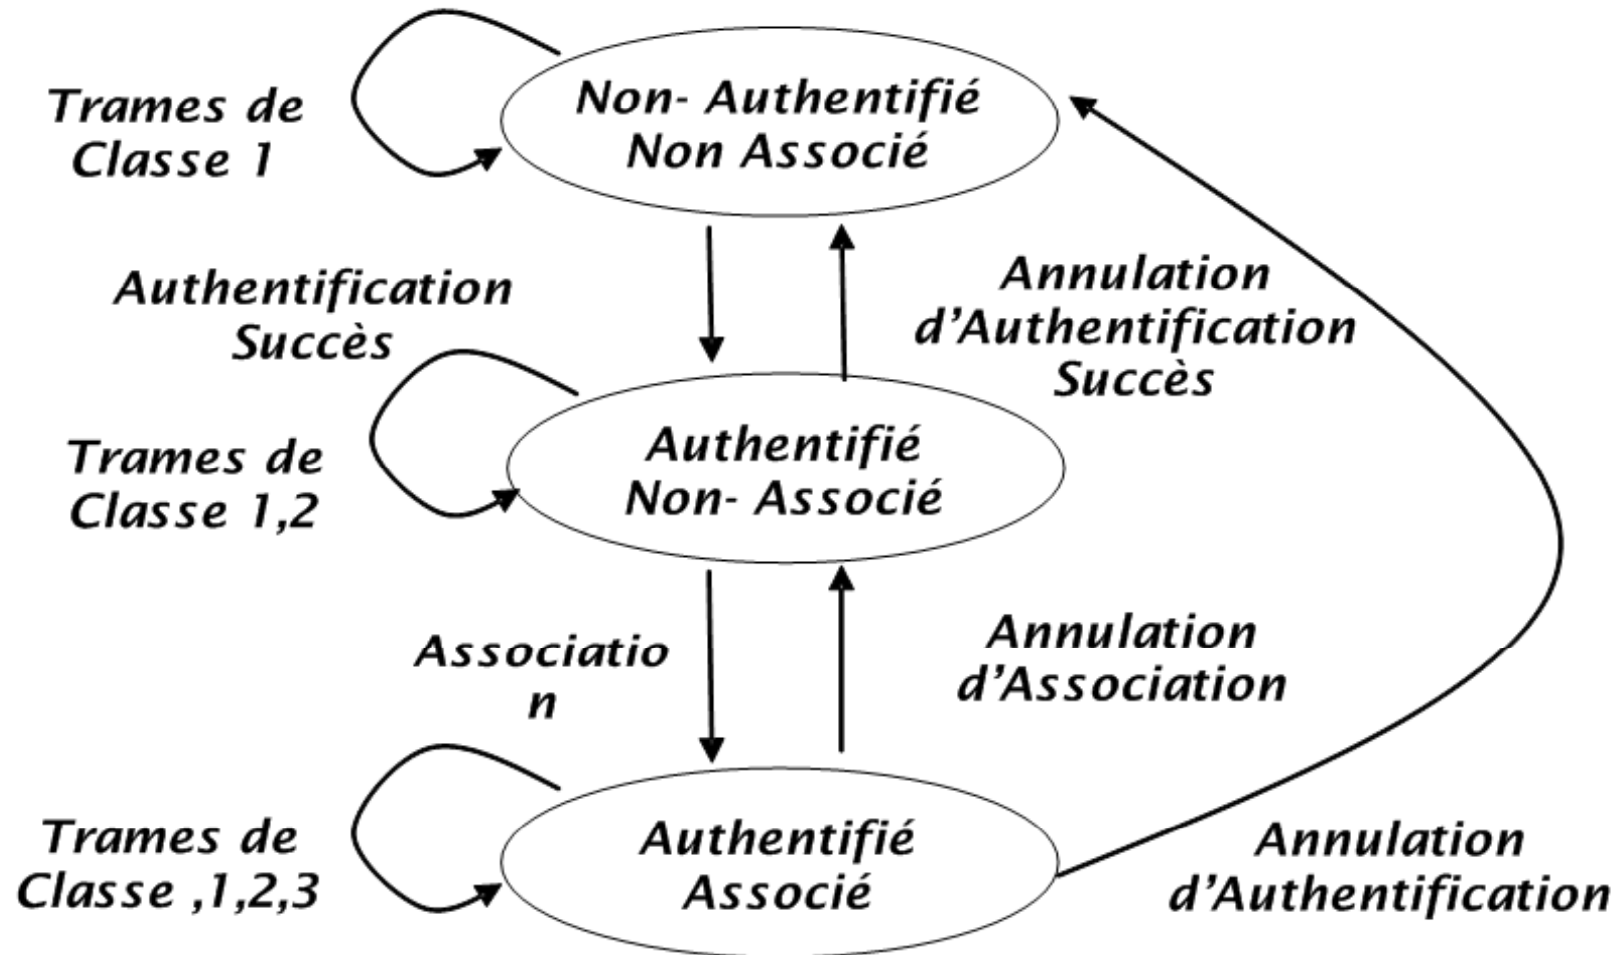 Non- Authentifié
Non Associé
Trames de
Classe 1
Authentification
Succès
Annulation
d'Authentification
Succès
Authentifié
Non- Associé
Trames de
Classe 1,2
Associatio
n
Annulation
d'Association
Authentifié
Associé
Trames de
Classe ,1,2,3
Annulation
d'Authentification